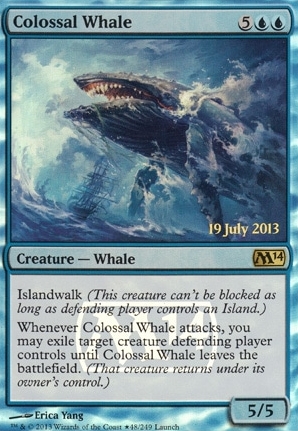 Colossal Whale 5
19 July 2013
Creature — Whale M14
Islandwalk (This creature can't be blocked as
long as defending player controls an Island.)
Whenever Colossal Whale attacks, you
may exile target creature defending player
controls until Colossal Whale leaves the
battlefield. (That creature returns under its
owner's control.)
Erica Yang
5/5
™ & © 2013 Wizards of the Coast ★48/249 Launch